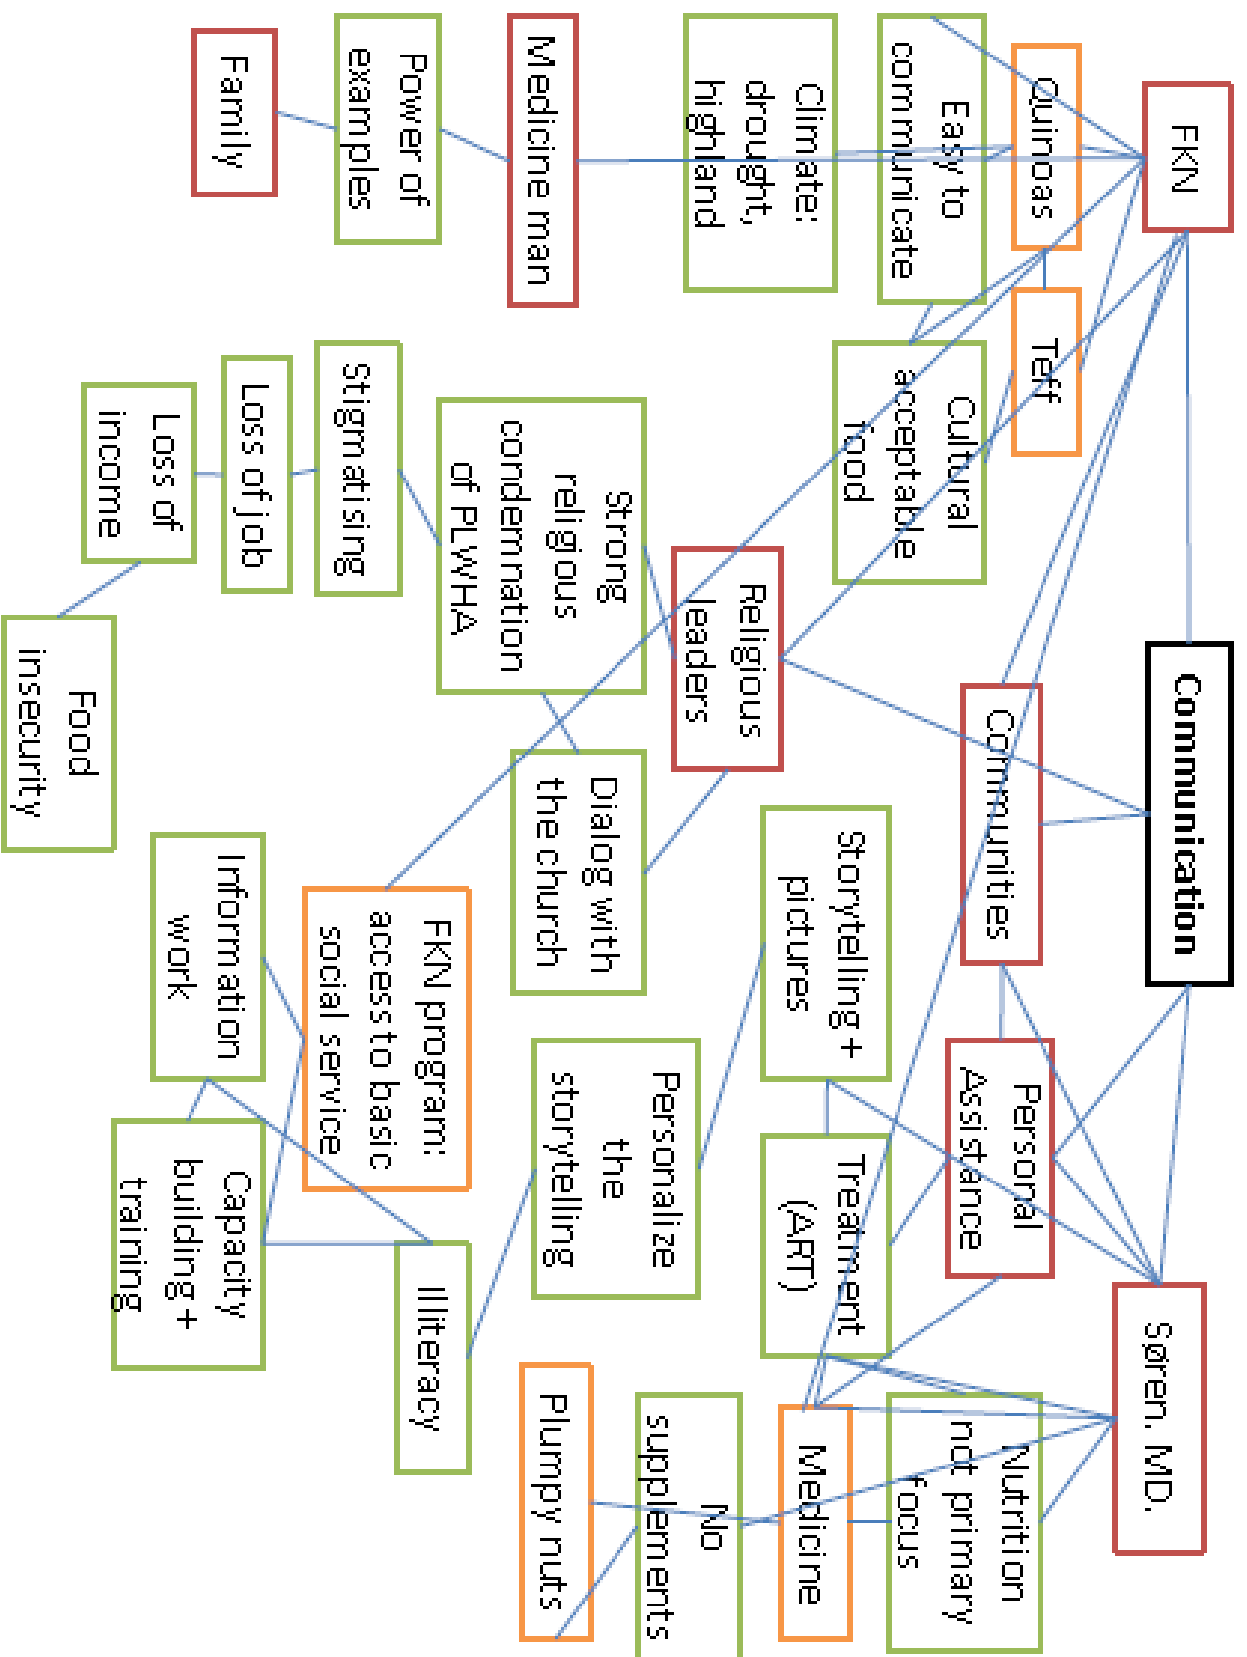 Communication
FKN
Søren. MD.
Quinoas
Teff
Communities
Personal
Assistance
Easy to
communicate
Cultural
acceptable
food
Nutrition
not primary
focus
Climate:
drought,
highland
Religious
leaders
Storytelling +
pictures
Treatment
(ART)
Medicine
Medicine man
Strong
religious
condemnation
of PLWHA
Dialog with
the church
Personalize
the
storytelling
No
supplements
Plumpy nuts
Power of
examples
Stigmatising
FKN program:
access to basic
social service
Illiteracy
Family
Loss of job
Information
work
Capacity
building +
training
Loss of
income
Food
insecurity